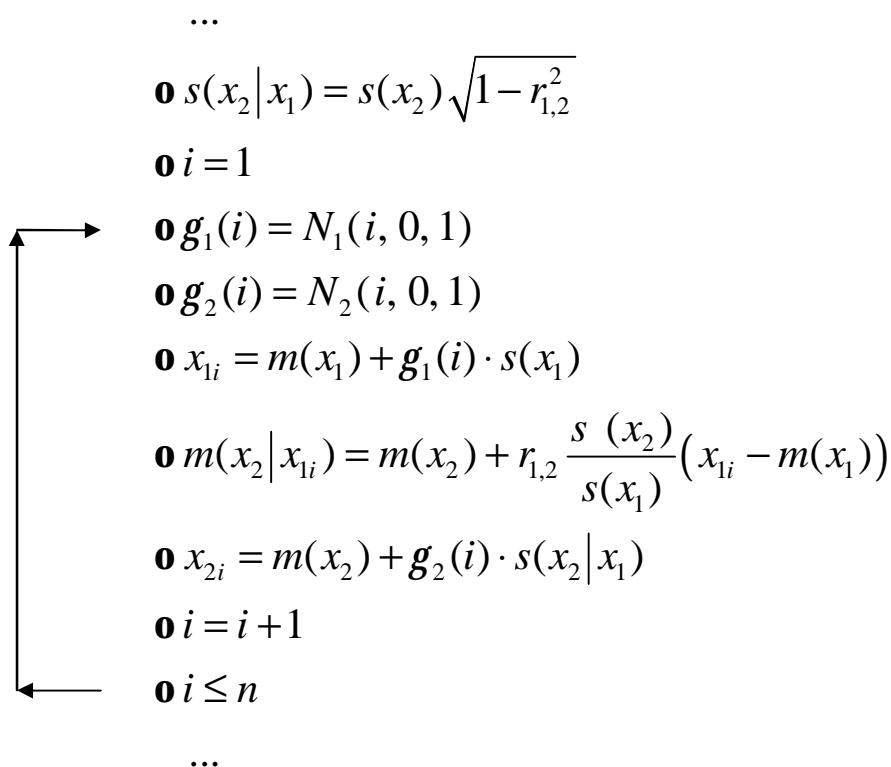 ...
o s(x₂|x₁) = s(x₂)√(1 − r²₁,₂)
o i = 1
o g₁(i) = N₁(i, 0, 1)
o g₂(i) = N₂(i, 0, 1)
o x₁ᵢ = m(x₁) + g₁(i) · s(x₁)
o m(x₂|x₁ᵢ) = m(x₂) + r₁,₂ \frac{s (x₂)}{s(x₁)} (x₁ᵢ − m(x₁))
o x₂ᵢ = m(x₂) + g₂(i) · s(x₂|x₁)
o i = i + 1
o i ≤ n
...